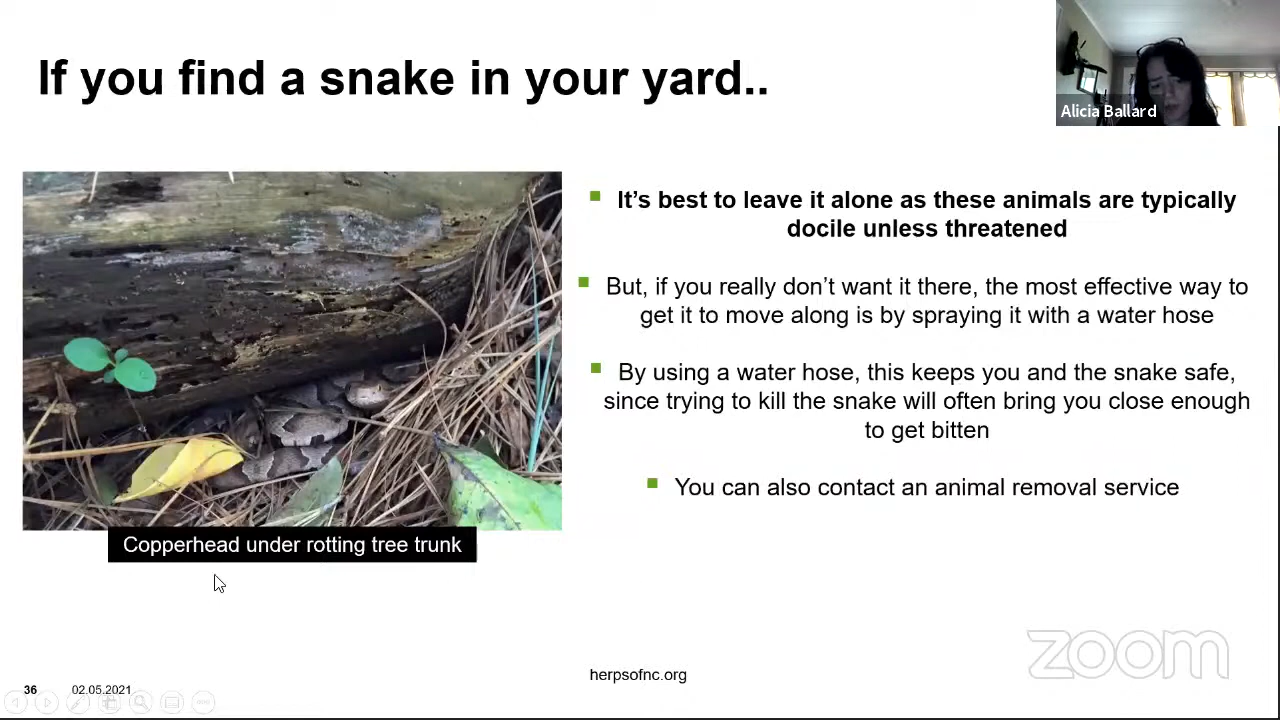 If you find a snake in your yard..
Alicia Ballard
It’s best to leave it alone as these animals are typically
docile unless threatened
But, if you really don’t want it there, the most effective way to
get it to move along is by spraying it with a water hose
By using a water hose, this keeps you and the snake safe,
since trying to kill the snake will often bring you close enough
to get bitten
You can also contact an animal removal service
Copperhead under rotting tree trunk
zoom
herpsofnc.org
36
02.05.2021